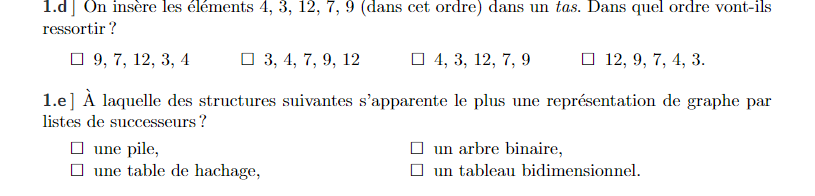 1.d ] On insère les éléments 4, 3, 12, 7, 9 (dans cet ordre) dans un tas. Dans quel ordre vont-ils
ressortir ?
☐ 9, 7, 12, 3, 4 ☐ 3, 4, 7, 9, 12 ☐ 4, 3, 12, 7, 9 ☐ 12, 9, 7, 4, 3.
1.e ] À laquelle des structures suivantes s'apparente le plus une représentation de graphe par
listes de successeurs ?
☐ une pile, ☐ un arbre binaire,
☐ une table de hachage, ☐ un tableau bidimensionnel.